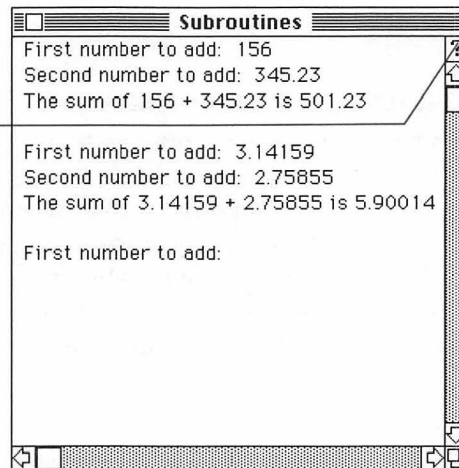 Subroutines
First number to add: 156
?
Second number to add: 345.23
The sum of 156 + 345.23 is 501.23
First number to add: 3.14159
Second number to add: 2.75855
The sum of 3.14159 + 2.75855 is 5.90014
First number to add: